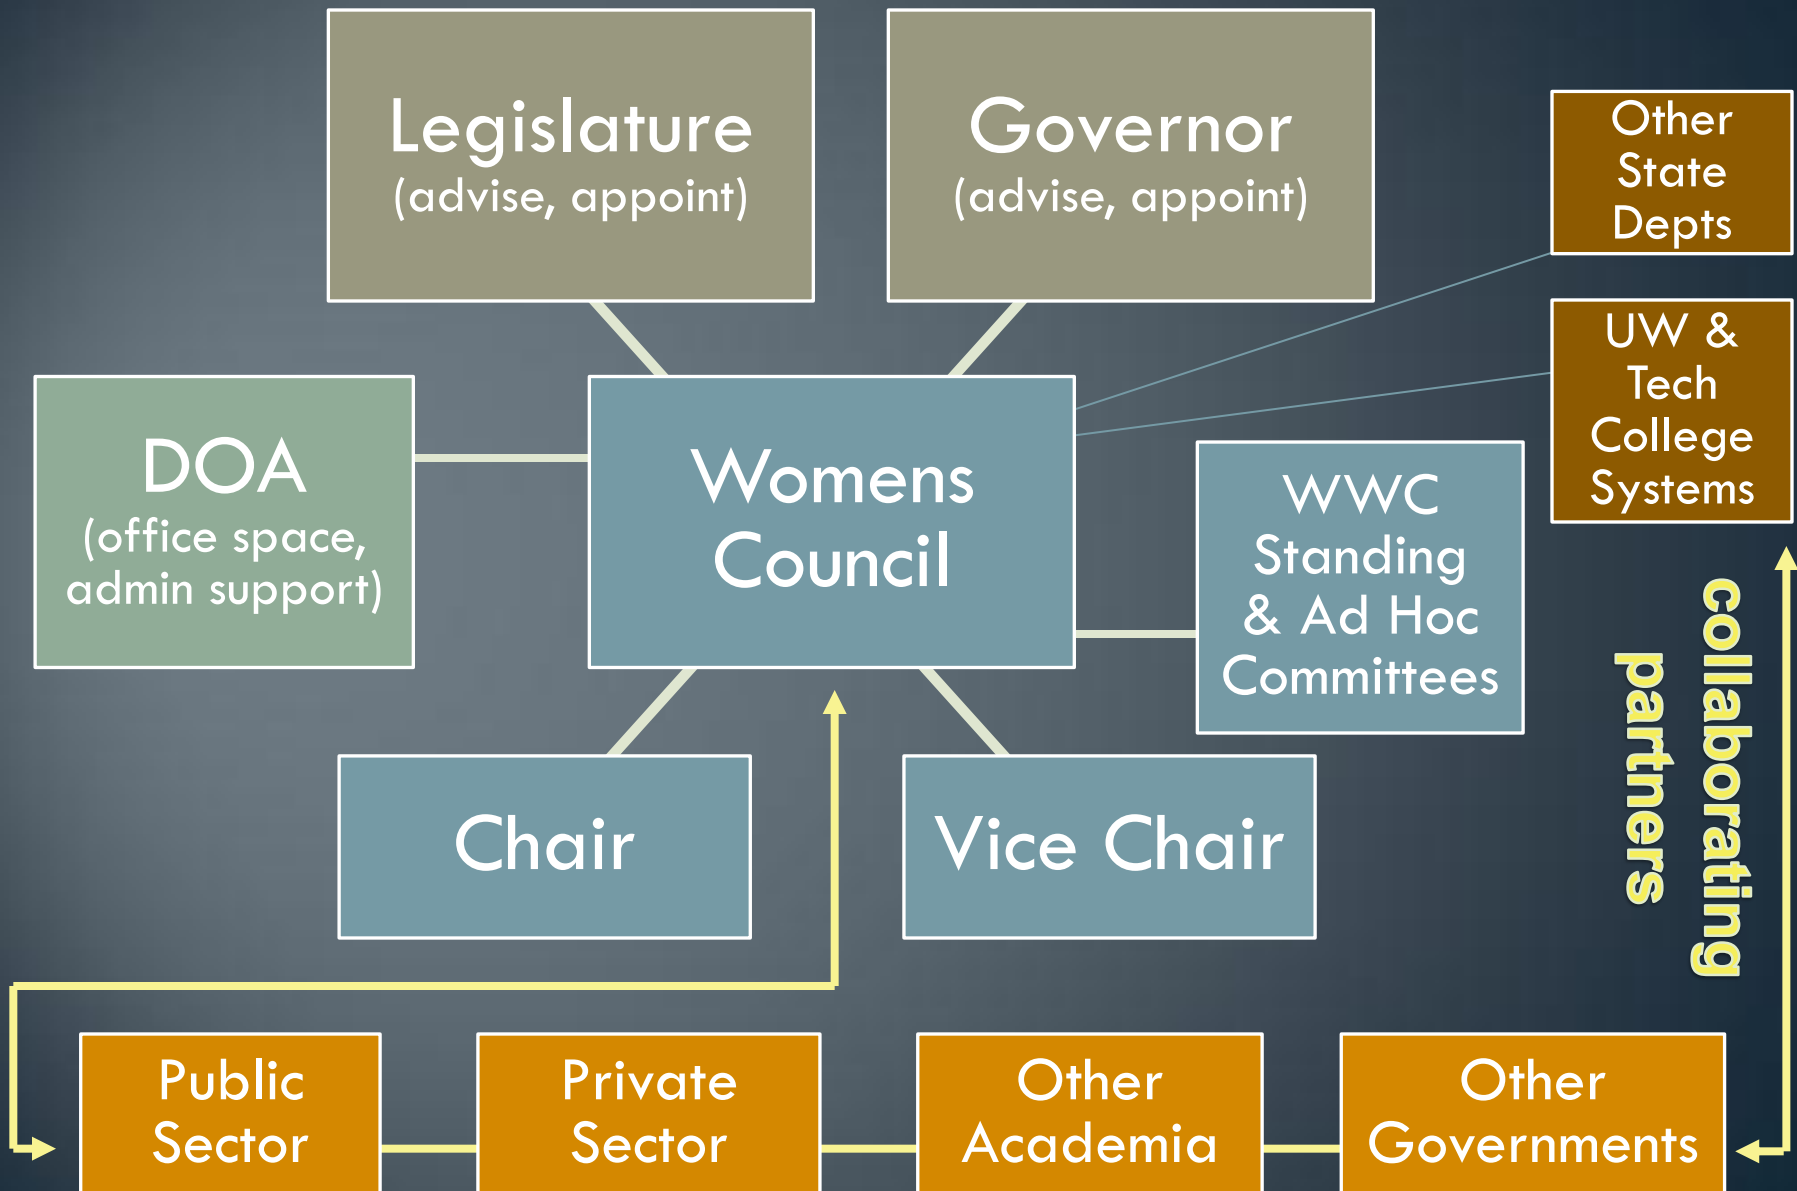 Legislature
(advise, appoint)
Governor
(advise, appoint)
Other
State
Depts
UW &
Tech
College
Systems
DOA
(office space,
admin support)
Womens
Council
WWC
Standing
& Ad Hoc
Committees
collaborating
partners
Chair
Vice Chair
Public
Sector
Private
Sector
Other
Academia
Other
Governments